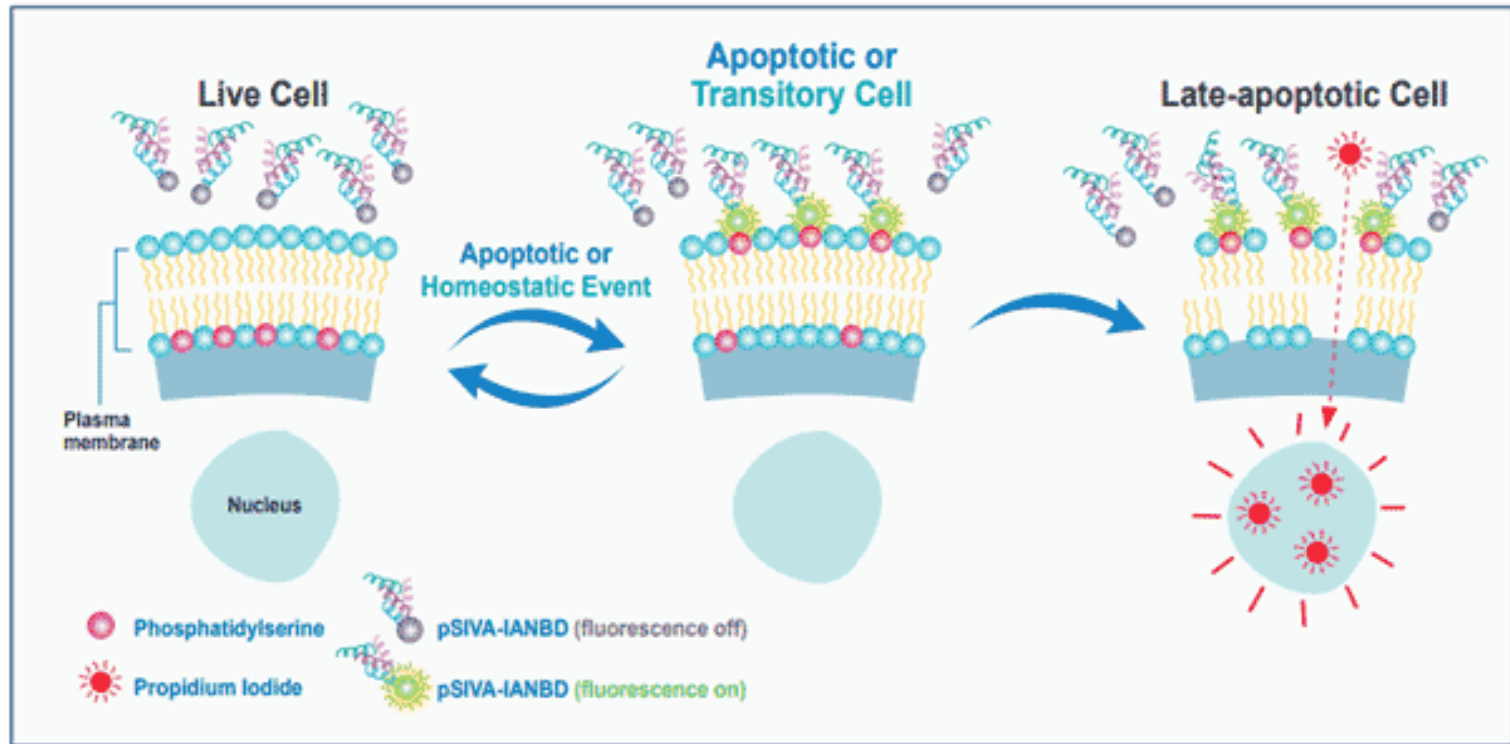 Live Cell
Apoptotic or
Transitory Cell
Late-apoptotic Cell
Apoptotic or
Homeostatic Event
Plasma
membrane
Nucleus
Phosphatidylserine
pSIVA-IANBD (fluorescence off)
Propidium Iodide
pSIVA-IANBD (fluorescence on)